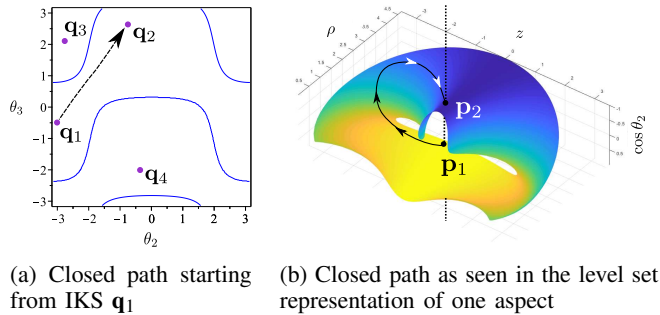 3
2
1
0
-1
-2
-3
θ3
-3
-2
-1
0
1
2
3
θ2
q3
q2
q1
q4
ρ
z
cos θ2
p2
p1
(a) Closed path starting
from IKS q1
(b) Closed path as seen in the level set
representation of one aspect